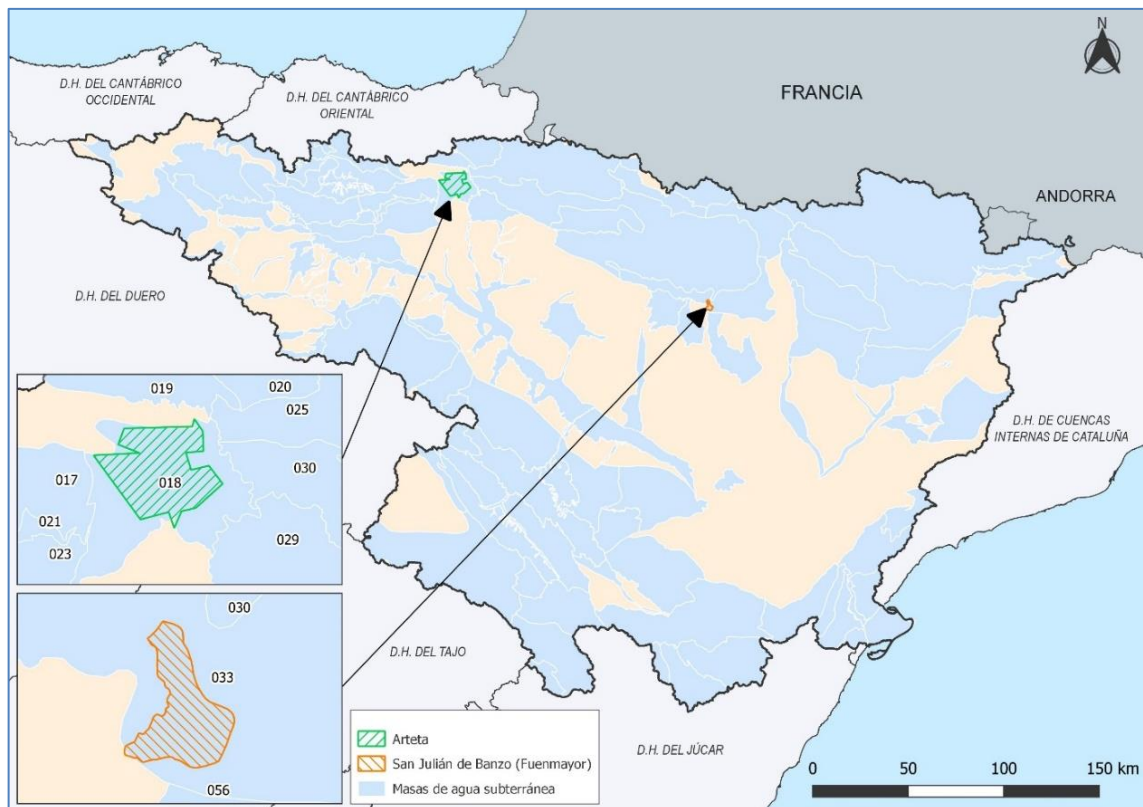 N
D.H. DEL CANTÁBRICO
OCCIDENTAL
D.H. DEL CANTÁBRICO
ORIENTAL
FRANCIA
ANDORRA
D.H. DEL DUERO
D.H. DE CUENCAS
INTERNAS DE CATALUÑA
019
020
025
017
018
030
021
023
029
030
033
056
D.H. DEL TAJO
D.H. DEL JÚCAR
Arteta
San Julián de Banzo (Fuenmayor)
Masas de agua subterránea
0 50 100 150 km